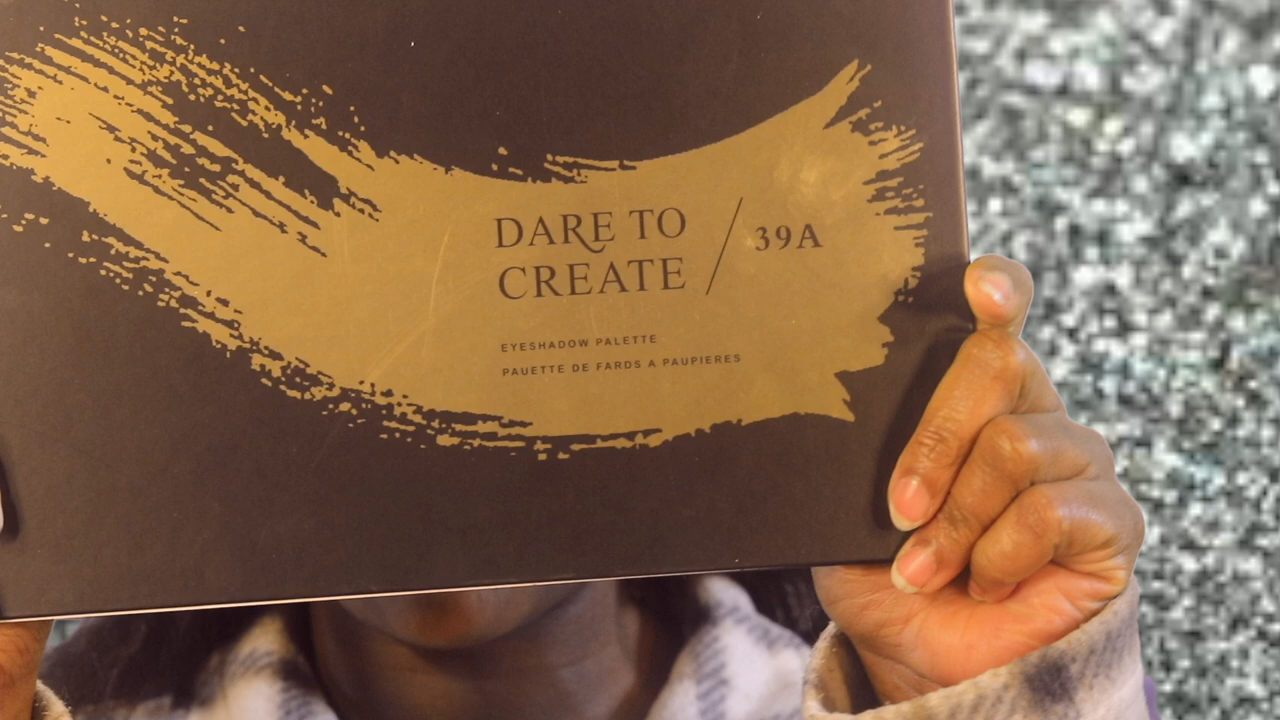 DARE TO
CREATE / 39A
EYESHADOW PALETTE
PAUETTE DE FARDS A PAUPIERES